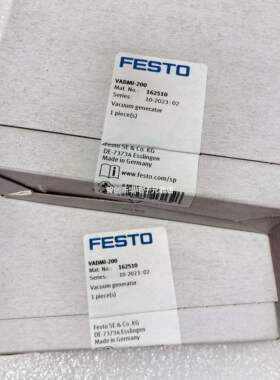 FESTO
VADMI-200
Mat. No.: 162510
Series: 10-2023:02
Vacuum generator
1 piece(s)
Festo SE & Co. KG
DE-73734 Esslingen
Made in Germany
www.festo.com/sp
FESTO
VADMI-200
Mat. No.: 162510
Series: 10-2023:02
Vacuum generator
1 piece(s)
Festo SE & Co. KG
DE-73734 Esslingen
Made in Germany